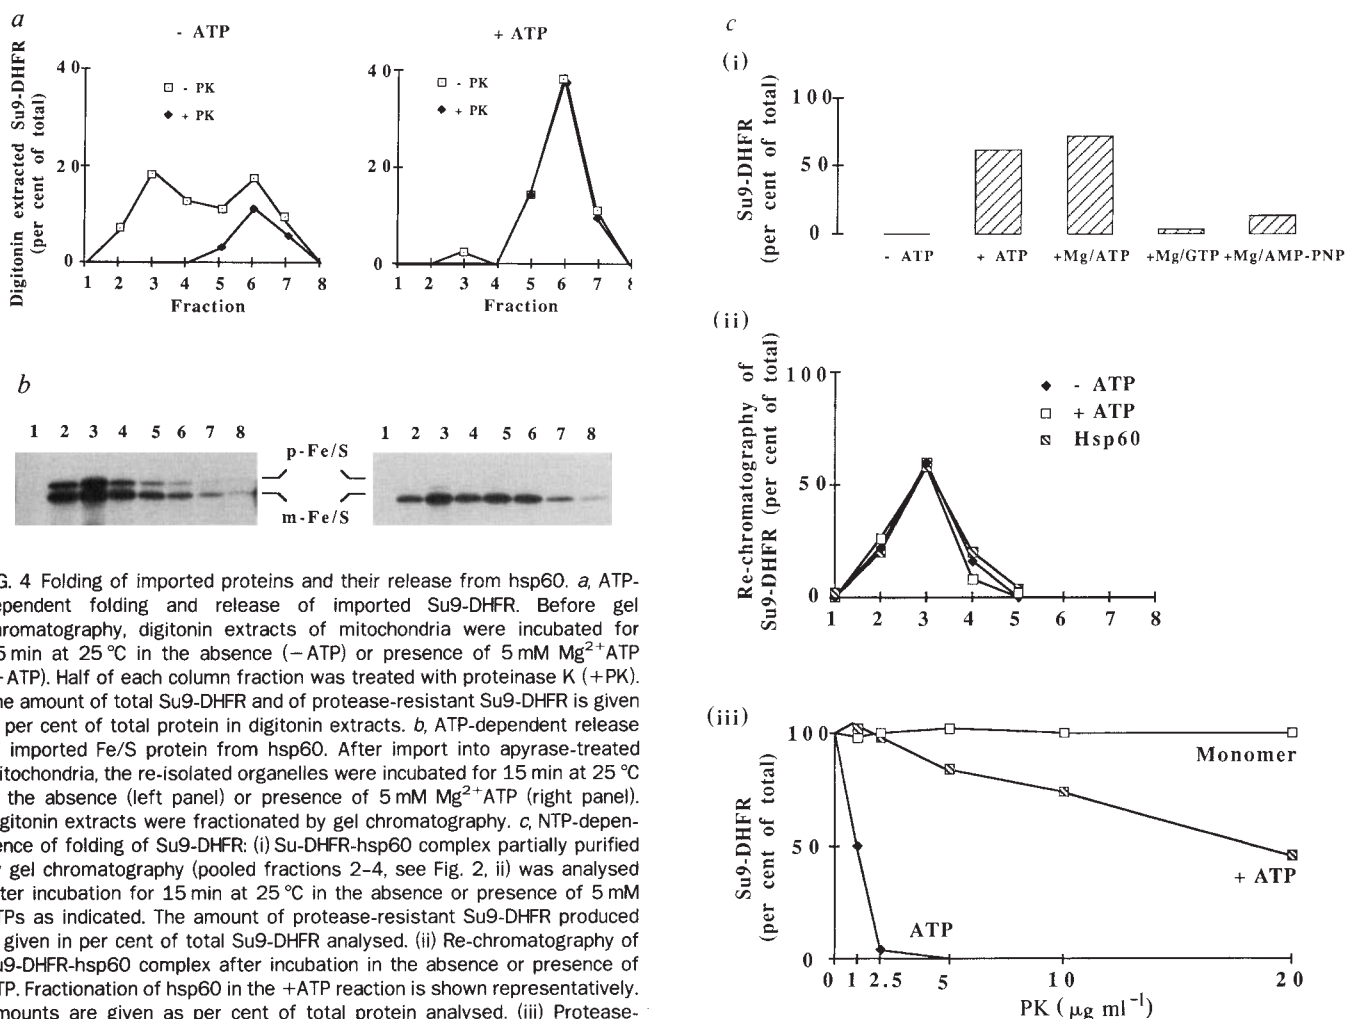 a
- ATP
+ ATP
Digitonin extracted Su9-DHFR
(per cent of total)
40
20
0
- PK
+ PK
1 2 3 4 5 6 7 8
Fraction
40
20
0
- PK
+ PK
1 2 3 4 5 6 7
Fraction
b
1 2 3 4 5 6 7 8
p-Fe/S
m-Fe/S
1 2 3 4 5 6 7 8
G. 4 Folding of imported proteins and their release from hsp60. a, ATP-
ependent folding and release of imported Su9-DHFR. Before gel
hromatography, digitonin extracts of mitochondria were incubated for
5 min at 25 °C in the absence (−ATP) or presence of 5 mM Mg2+ATP
-ATP). Half of each column fraction was treated with proteinase K (+PK).
he amount of total Su9-DHFR and of protease-resistant Su9-DHFR is given
per cent of total protein in digitonin extracts. b, ATP-dependent release
imported Fe/S protein from hsp60. After import into apyrase-treated
itochondria, the re-isolated organelles were incubated for 15 min at 25 °C
the absence (left panel) or presence of 5 mM Mg2+ATP (right panel).
igitonin extracts were fractionated by gel chromatography. c, NTP-depen-
ence of folding of Su9-DHFR: (i) Su-DHFR-hsp60 complex partially purified
y gel chromatography (pooled fractions 2–4, see Fig. 2, ii) was analysed
ter incubation for 15 min at 25 °C in the absence or presence of 5 mM
TPs as indicated. The amount of protease-resistant Su9-DHFR produced
given in per cent of total Su9-DHFR analysed. (ii) Re-chromatography of
u9-DHFR-hsp60 complex after incubation in the absence or presence of
TP. Fractionation of hsp60 in the +ATP reaction is shown representatively.
mounts are given as per cent of total protein analysed. (iii) Protease-
c
(i)
Su9-DHFR
(per cent of total)
100
50
0
- ATP + ATP +Mg/ATP +Mg/GTP +Mg/AMP-PNP
(ii)
Re-chromatography of
Su9-DHFR (per cent of total)
100
50
0
- ATP
+ ATP
Hsp60
1 2 3 4 5 6 7 8
(iii)
Su9-DHFR
(per cent of total)
100
50
0
Monomer
+ ATP
ATP
0 1 2.5 5 10 20
PK ( µg ml−1)